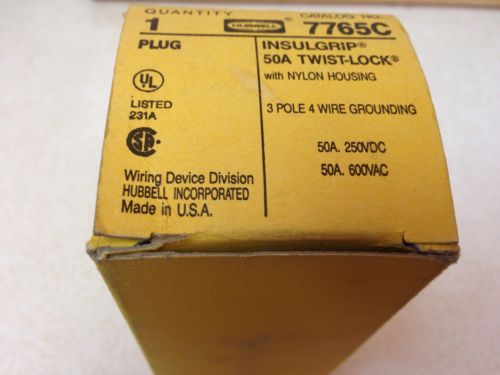 QUANTITY
1
HUBBELL®
CATALOG NO.
7765C
PLUG
INSULGRIP®
50A TWIST-LOCK®
with NYLON HOUSING
UL
LISTED
231A
3 POLE 4 WIRE GROUNDING
SA
50A. 250VDC
50A. 600VAC
Wiring Device Division
HUBBELL INCORPORATED
Made in U.S.A.